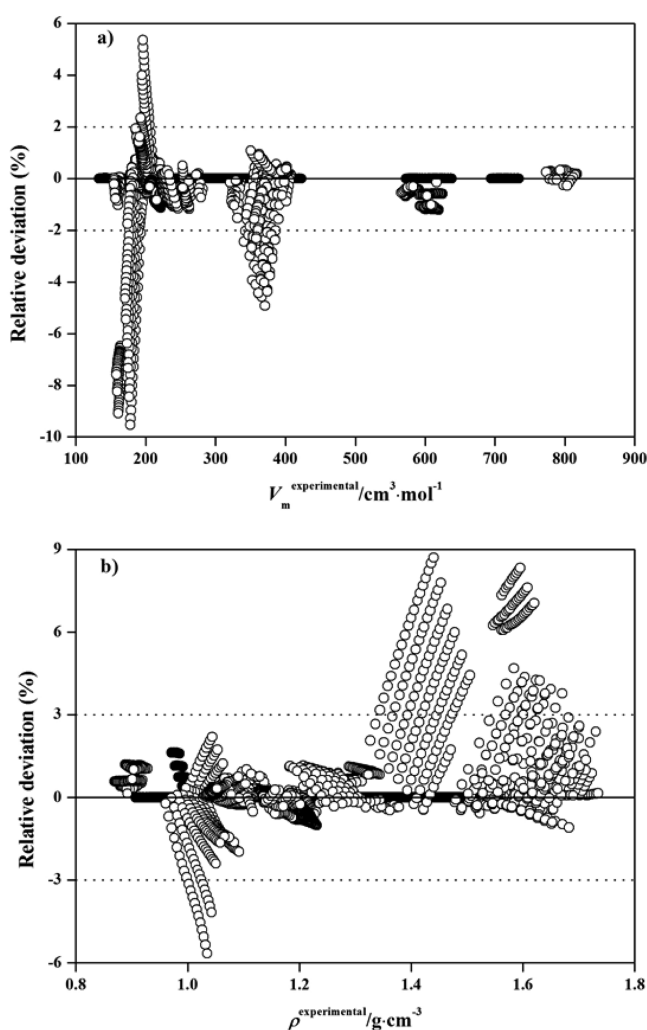 a)
6
4
2
0
-2
-4
-6
-8
-10
Relative deviation (%)
100 200 300 400 500 600 700 800 900
V_m^experimental/cm³·mol⁻¹
b)
9
6
3
0
-3
-6
Relative deviation (%)
0.8 1.0 1.2 1.4 1.6 1.8
ρ^experimental/g·cm⁻³